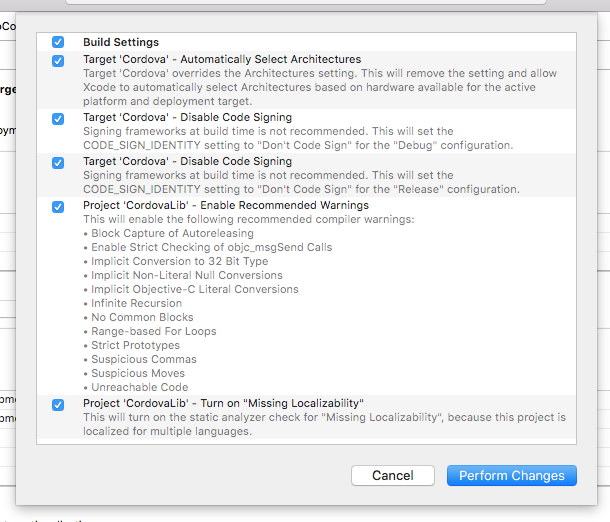 Build Settings
Target 'Cordova' - Automatically Select Architectures
Target 'Cordova' overrides the Architectures setting. This will remove the setting and allow
Xcode to automatically select Architectures based on hardware available for the active
platform and deployment target.
Target 'Cordova' - Disable Code Signing
Signing frameworks at build time is not recommended. This will set the
CODE_SIGN_IDENTITY setting to "Don't Code Sign" for the "Debug" configuration.
Target 'Cordova' - Disable Code Signing
Signing frameworks at build time is not recommended. This will set the
CODE_SIGN_IDENTITY setting to "Don't Code Sign" for the "Release" configuration.
Project 'CordovaLib' - Enable Recommended Warnings
This will enable the following recommended compiler warnings:
• Block Capture of Autoreleasing
• Enable Strict Checking of objc_msgSend Calls
• Implicit Conversion to 32 Bit Type
• Implicit Non-Literal Null Conversions
• Implicit Objective-C Literal Conversions
• Infinite Recursion
• No Common Blocks
• Range-based For Loops
• Strict Prototypes
• Suspicious Commas
• Suspicious Moves
• Unreachable Code
Project 'CordovaLib' - Turn on "Missing Localizability"
This will turn on the static analyzer check for "Missing Localizability", because this project is
localized for multiple languages.
Cancel
Perform Changes